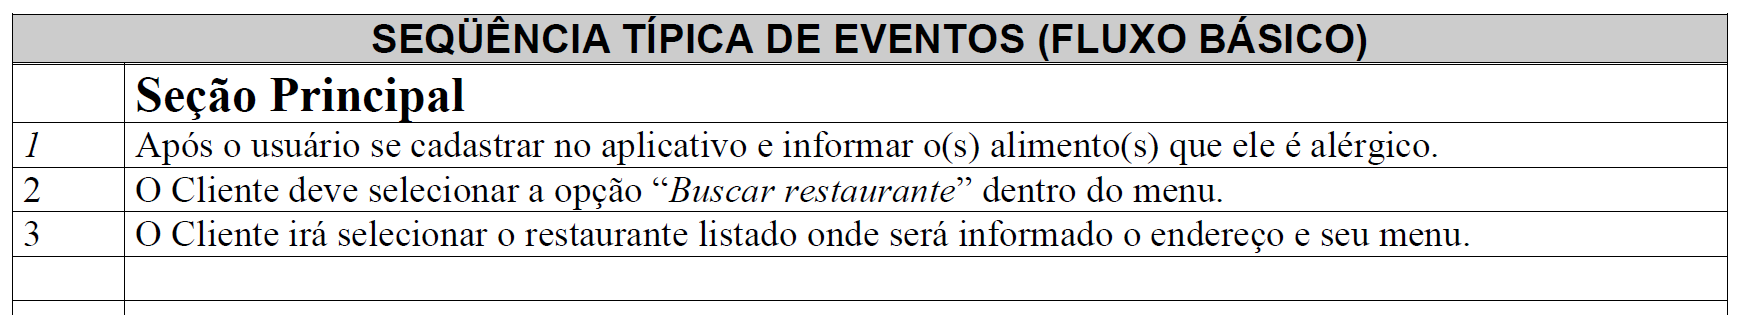 SEQÜÊNCIA TÍPICA DE EVENTOS (FLUXO BÁSICO)
Seção Principal
1 Após o usuário se cadastrar no aplicativo e informar o(s) alimento(s) que ele é alérgico.
2 O Cliente deve selecionar a opção “Buscar restaurante” dentro do menu.
3 O Cliente irá selecionar o restaurante listado onde será informado o endereço e seu menu.